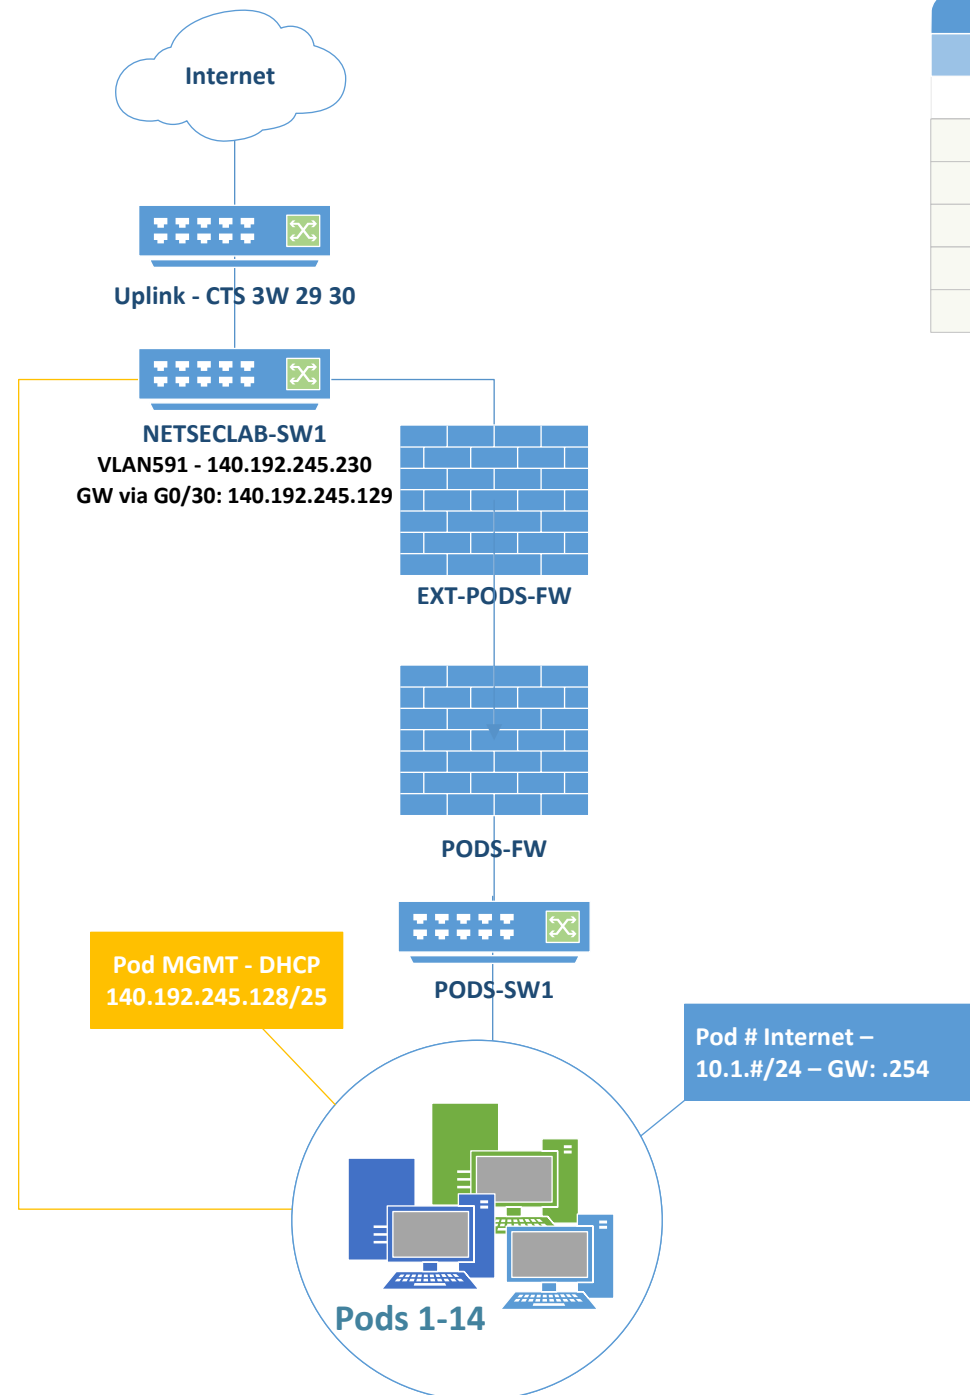 Internet
Uplink - CTS 3W 29 30
NETSECLAB-SW1
VLAN591 - 140.192.245.230
GW via G0/30: 140.192.245.129
EXT-PODS-FW
PODS-FW
PODS-SW1
Pod MGMT - DHCP
140.192.245.128/25
Pod # Internet –
10.1.#/24 – GW: .254
Pods 1-14